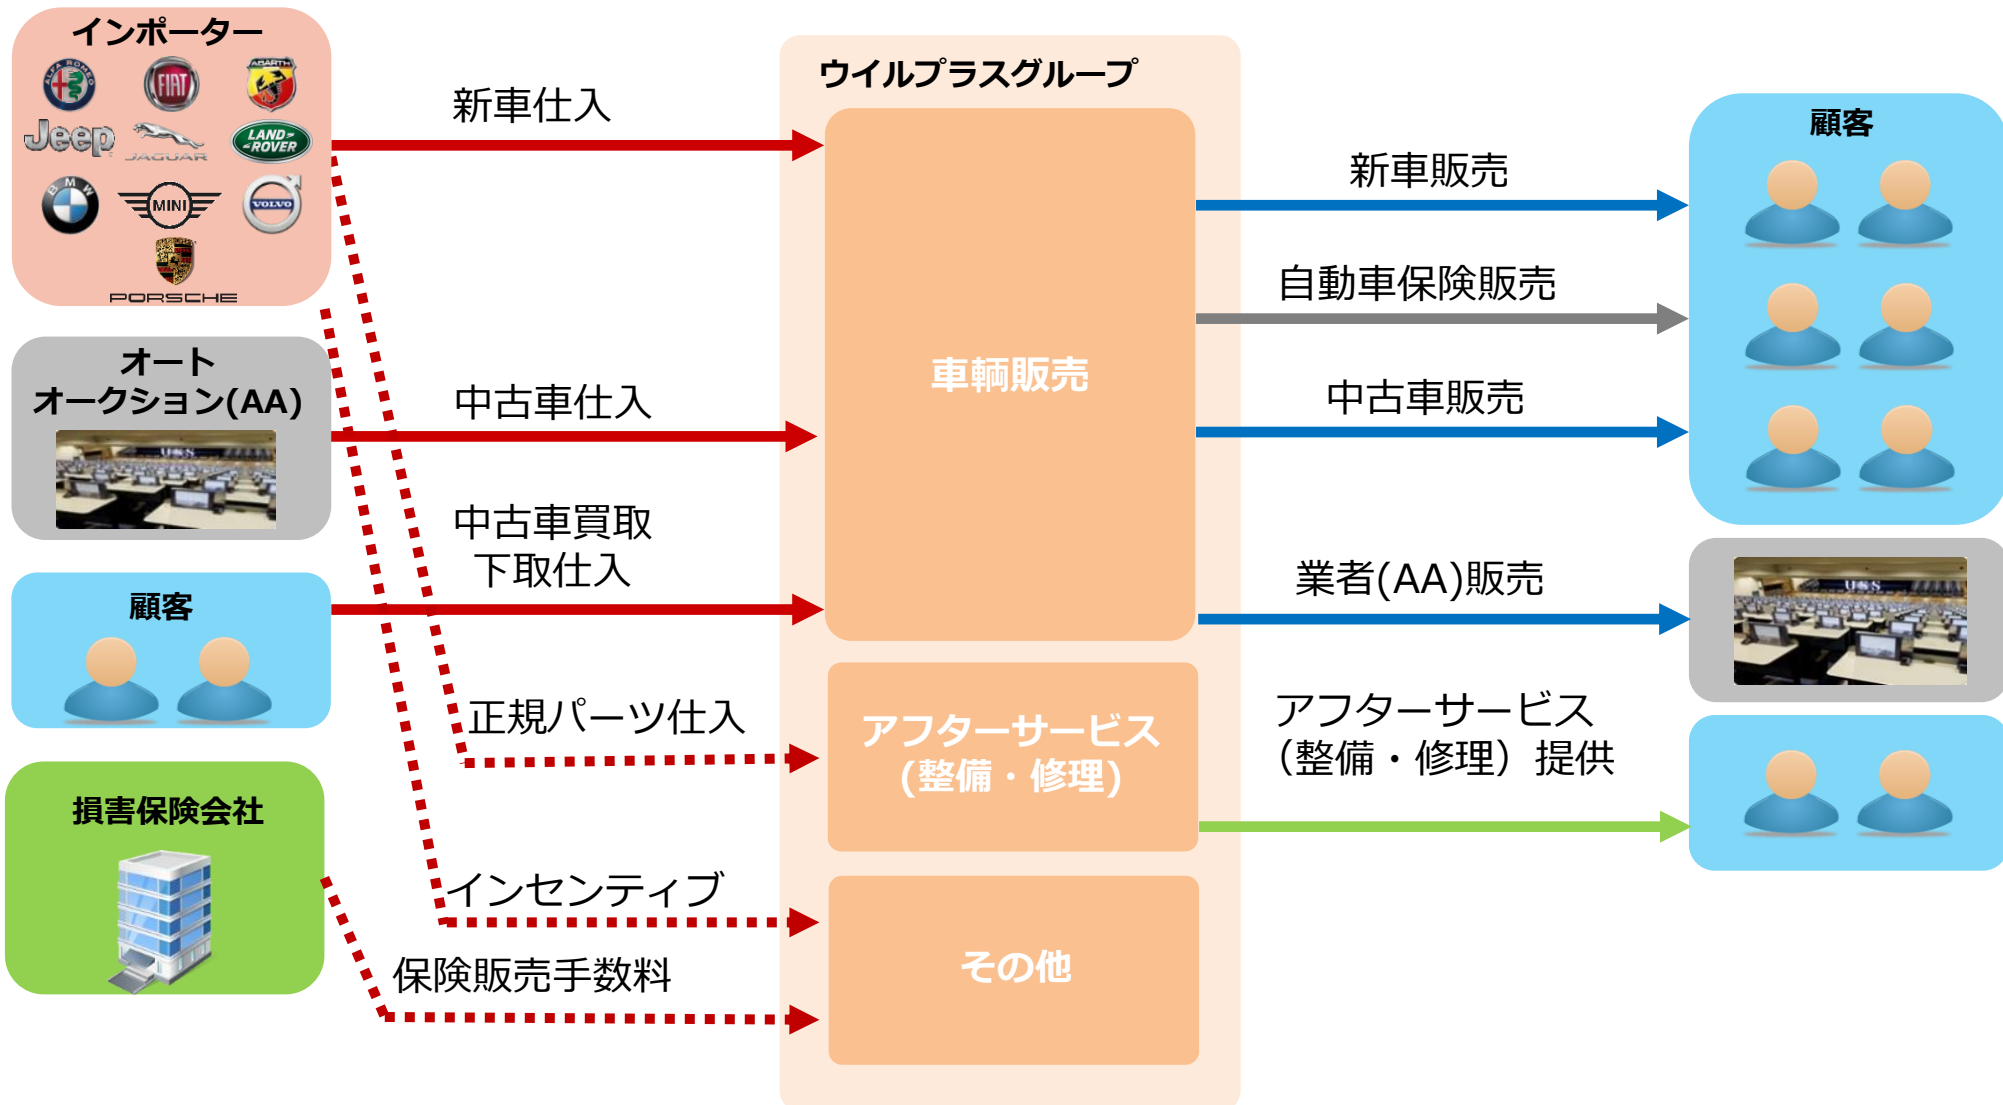 インポーター
ALFA ROMEO
FIAT
ABARTH
Jeep
JAGUAR
LAND-
ROVER
BMW
MINI
VOLVO
PORSCHE
オート
オークション(AA)
顧客
損害保険会社
新車仕入
中古車仕入
中古車買取
下取仕入
正規パーツ仕入
インセンティブ
保険販売手数料
ウイルプラスグループ
車輌販売
アフターサービス
(整備・修理)
その他
新車販売
自動車保険販売
中古車販売
業者(AA)販売
アフターサービス
（整備・修理）提供
顧客